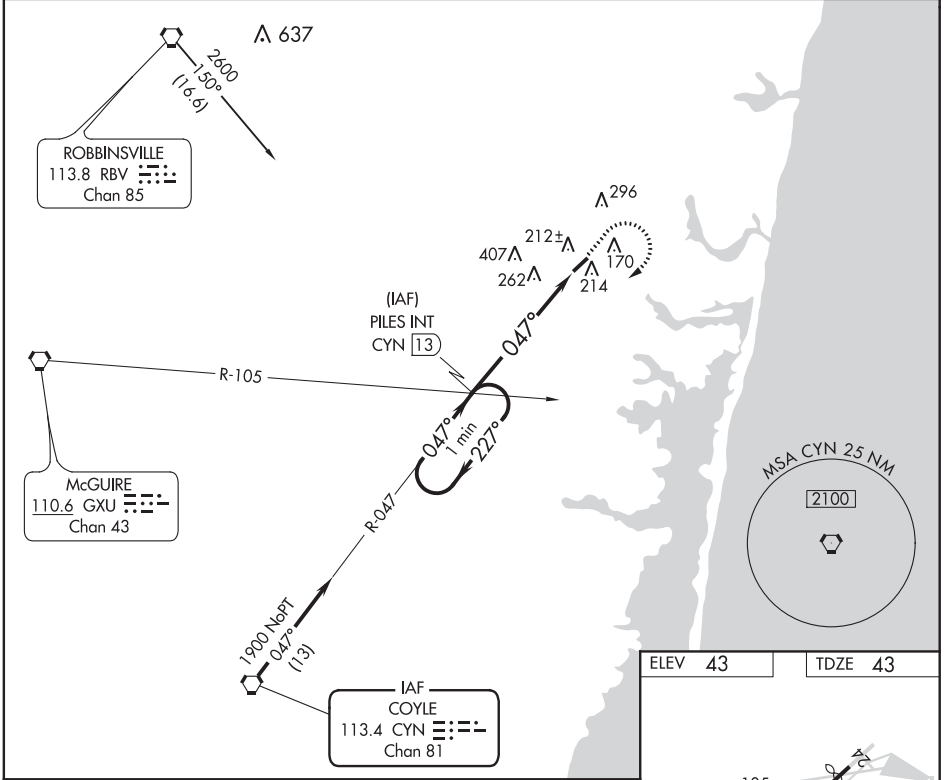 637
2600
150°
(16.6)
ROBBINSVILLE
113.8 RBV
Chan 85
296
212±
407
170
262
214
(IAF)
PILES INT
CYN 13
047°
R-105
047°
1 min
227°
McGUIRE
110.6 GXU
Chan 43
R-047
MSA CYN 25 NM
2100
1900 NoPT
047°
(13)
IAF
COYLE
113.4 CYN
Chan 81
ELEV 43
TDZE 43
24